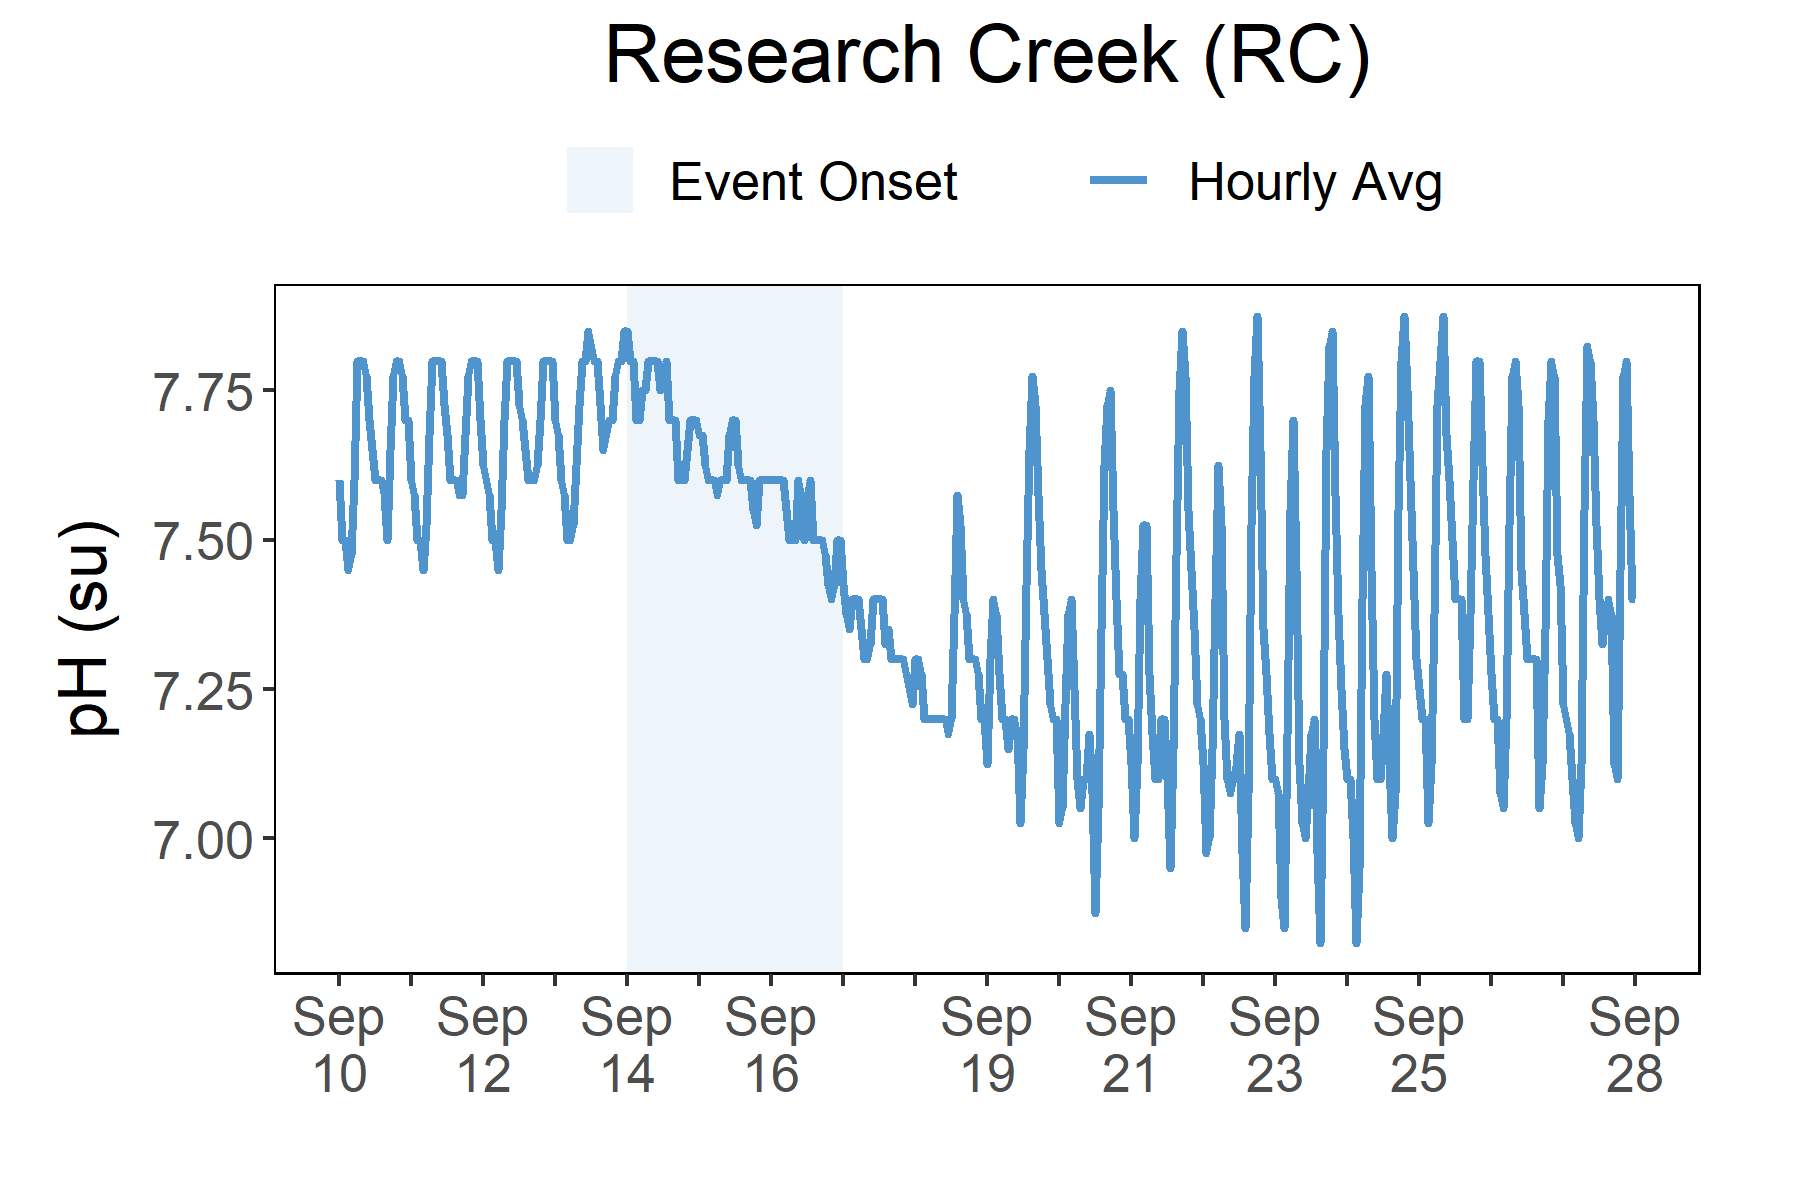 Research Creek (RC)
Event Onset
Hourly Avg
pH (su)
7.75
7.50
7.25
7.00
Sep
10
Sep
12
Sep
14
Sep
16
Sep
19
Sep
21
Sep
23
Sep
25
Sep
28